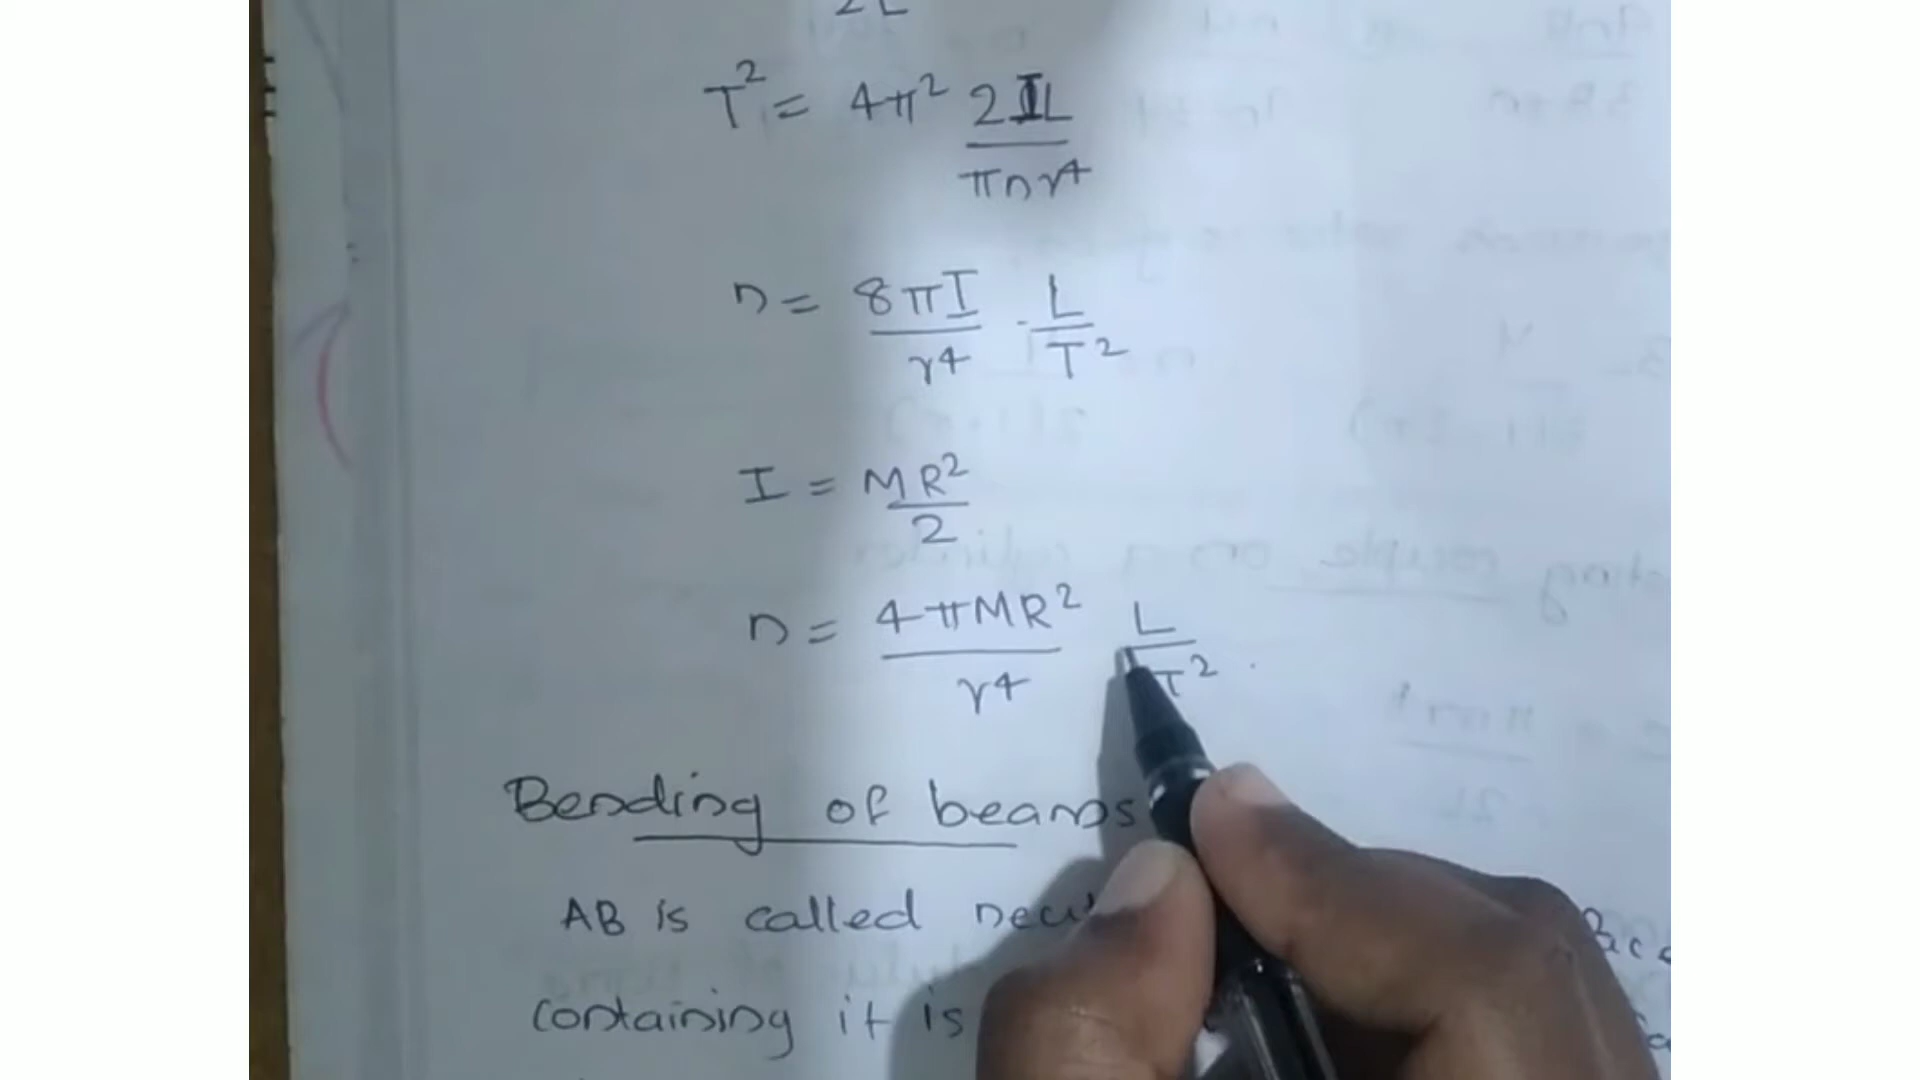 2L
T² = 4π² 2IL
πnr⁴
n = 8πI/r⁴ · L/T²
I = MR²/2
n = 4πMR²/r⁴ L/T²
Bending of beams
AB is called
containing it is